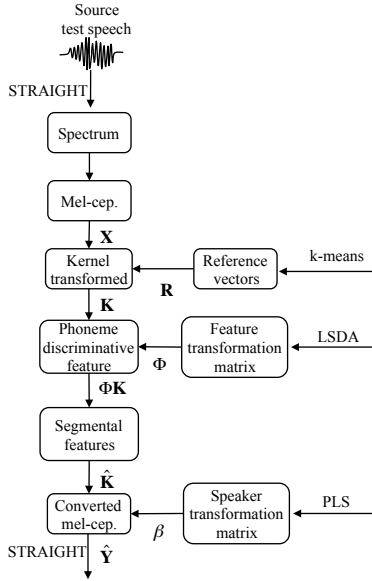 Source
test speech
STRAIGHT
Spectrum
Mel-cep.
X
Kernel
transformed
R
Reference
vectors
k-means
K
Phoneme
discriminative
feature
Φ
Feature
transformation
matrix
LSDA
ΦK
Segmental
features
K̂
Converted
mel-cep.
β
Speaker
transformation
matrix
PLS
STRAIGHT
Ŷ